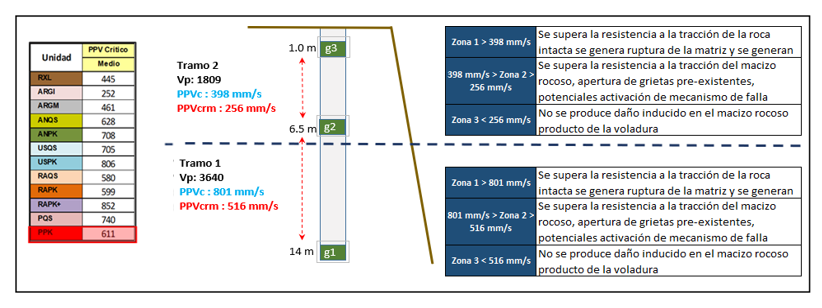 Unidad
PPV Crítico
Medio
RXL 445
ARGI 252
ARGM 461
ANQS 628
ANPK 708
USQS 705
USPK 806
RAQS 580
RAPK 599
RAPK+ 852
PQS 740
PPK 611
Tramo 2
Vp: 1809
PPVc : 398 mm/s
PPVcrm : 256 mm/s
Tramo 1
Vp: 3640
PPVc : 801 mm/s
PPVcrm : 516 mm/s
1.0 m
g3
6.5 m
g2
14 m
g1
Zona 1 > 398 mm/s
Se supera la resistencia a la tracción de la roca
intacta se genera ruptura de la matriz y se generan
398 mm/s > Zona 2 >
256 mm/s
Se supera la resistencia a la tracción del macizo
rocoso, apertura de grietas pre-existentes,
potenciales activación de mecanismo de falla
Zona 3 < 256 mm/s
No se produce daño inducido en el macizo rocoso
producto de la voladura
Zona 1 > 801 mm/s
Se supera la resistencia a la tracción de la roca
intacta se genera ruptura de la matriz y se generan
801 mm/s > Zona 2 >
516 mm/s
Se supera la resistencia a la tracción del macizo
rocoso, apertura de grietas pre-existentes,
potenciales activación de mecanismo de falla
Zona 3 < 516 mm/s
No se produce daño inducido en el macizo rocoso
producto de la voladura